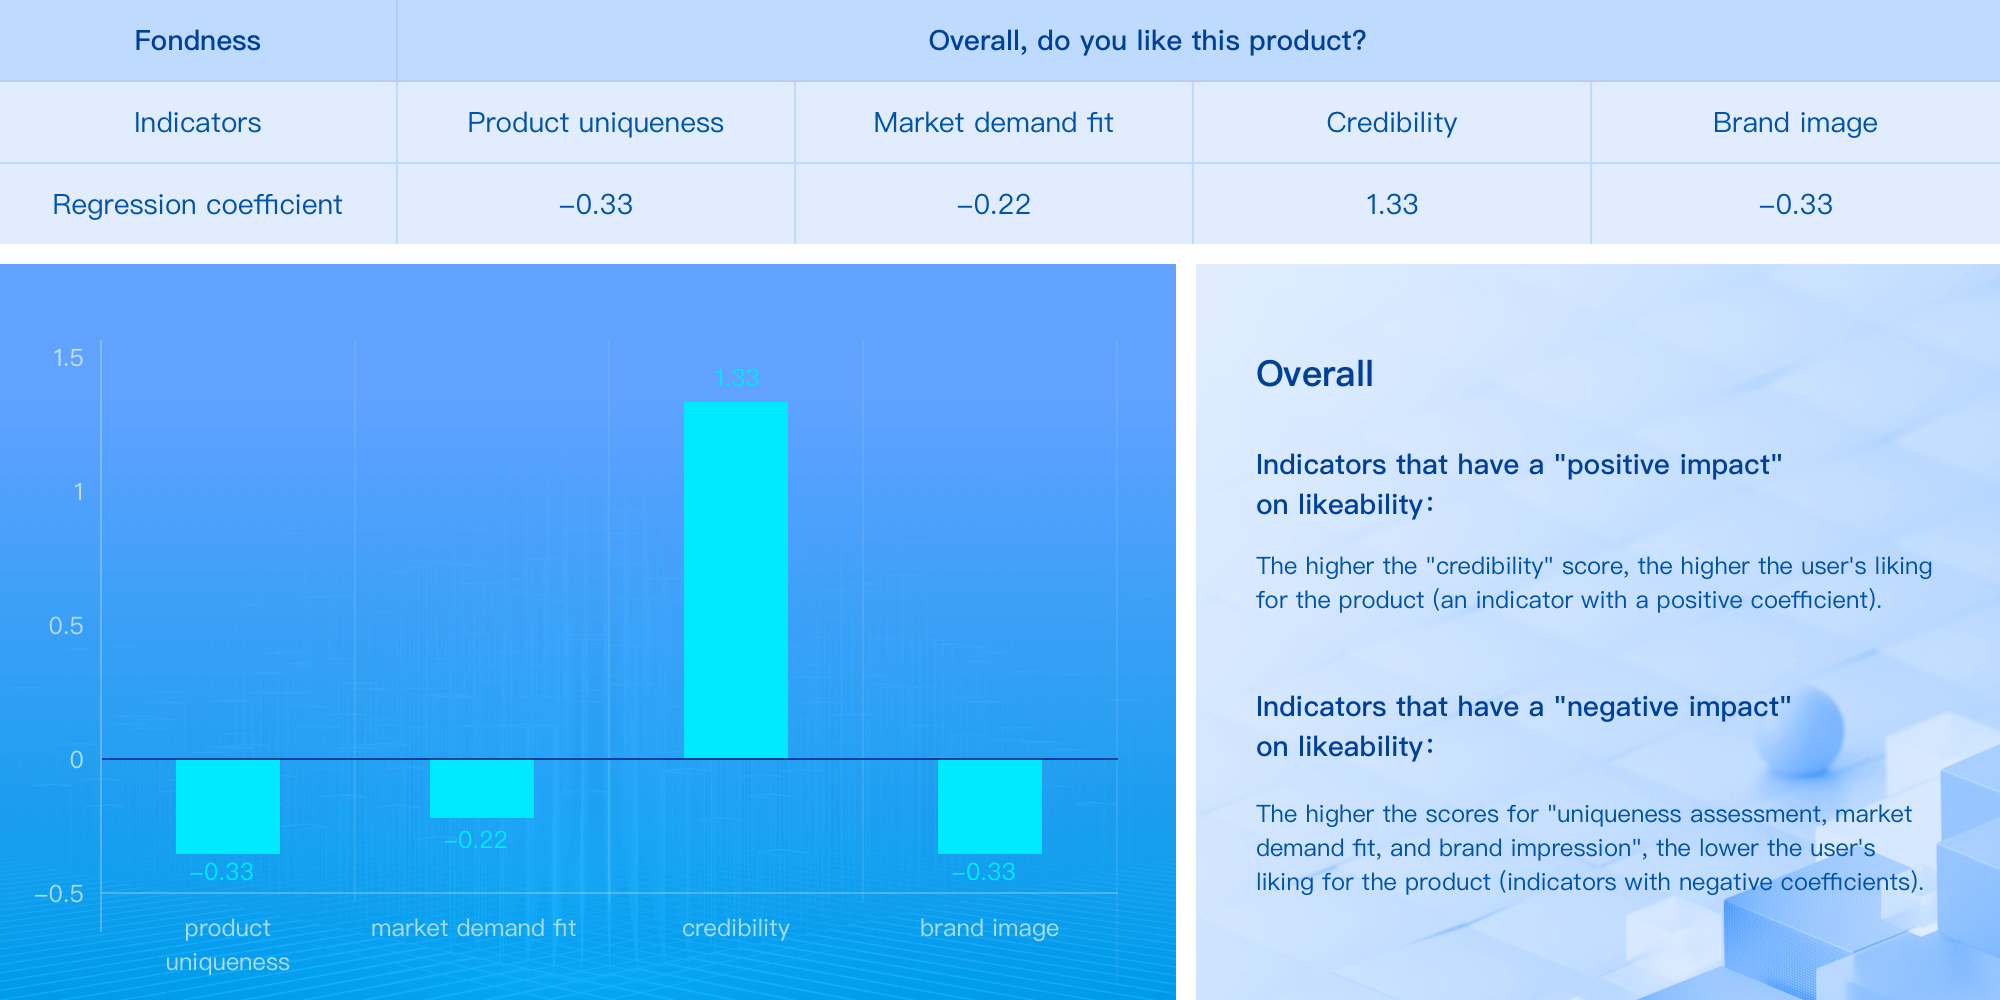 Fondness
Overall, do you like this product?
Indicators
Product uniqueness
Market demand fit
Credibility
Brand image
Regression coefficient
−0.33
−0.22
1.33
−0.33
1.5
1
0.5
0
−0.5
−0.33
−0.22
1.33
−0.33
product
uniqueness
market demand fit
credibility
brand image
Overall
Indicators that have a "positive impact"
on likeability:
The higher the "credibility" score, the higher the user's liking
for the product (an indicator with a positive coefficient).
Indicators that have a "negative impact"
on likeability:
The higher the scores for "uniqueness assessment, market
demand fit, and brand impression", the lower the user's
liking for the product (indicators with negative coefficients).